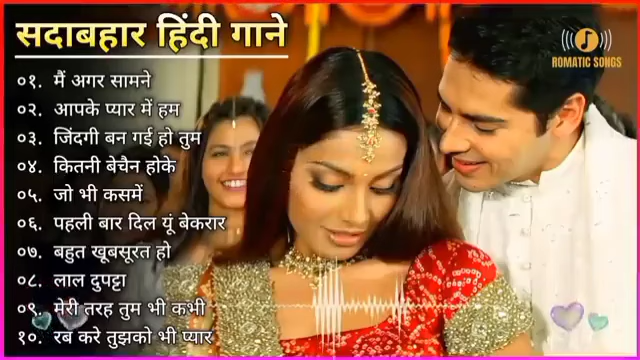 सदाबहार हिंदी गाने
ROMATIC SONGS
०१. मैं अगर सामने
०२. आपके प्यार में हम
०३. जिंदगी बन गई हो तुम
०४. कितनी बेचैन होके
०५. जो भी कसमें
०६. पहली बार दिल यूं बेकरार
०७. बहुत खूबसूरत हो
०८. लाल दुपट्टा
०९. मेरी तरह तुम भी कभी
१०. रब करे तुझको भी प्यार